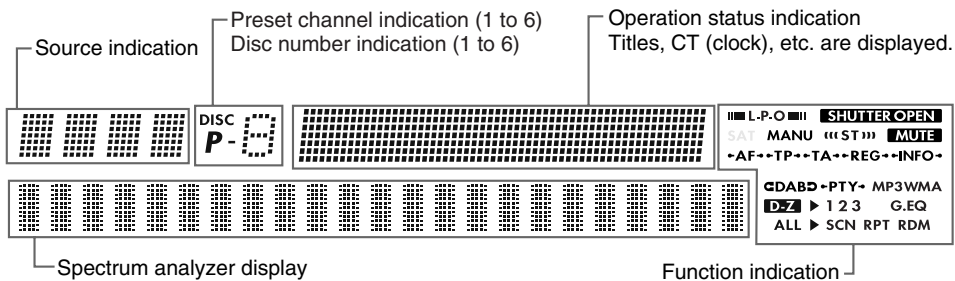 Preset channel indication (1 to 6)
Disc number indication (1 to 6)
Operation status indication
Titles, CT (clock), etc. are displayed.
Source indication
DISC
P-8
L-P-O SHUTTER OPEN
SAT MANU ST MUTE
AF TP TA REG INFO
DAB PTY MP3WMA
D-Z ▶ 1 2 3 G.EQ
ALL ▶ SCN RPT RDM
Spectrum analyzer display
Function indication